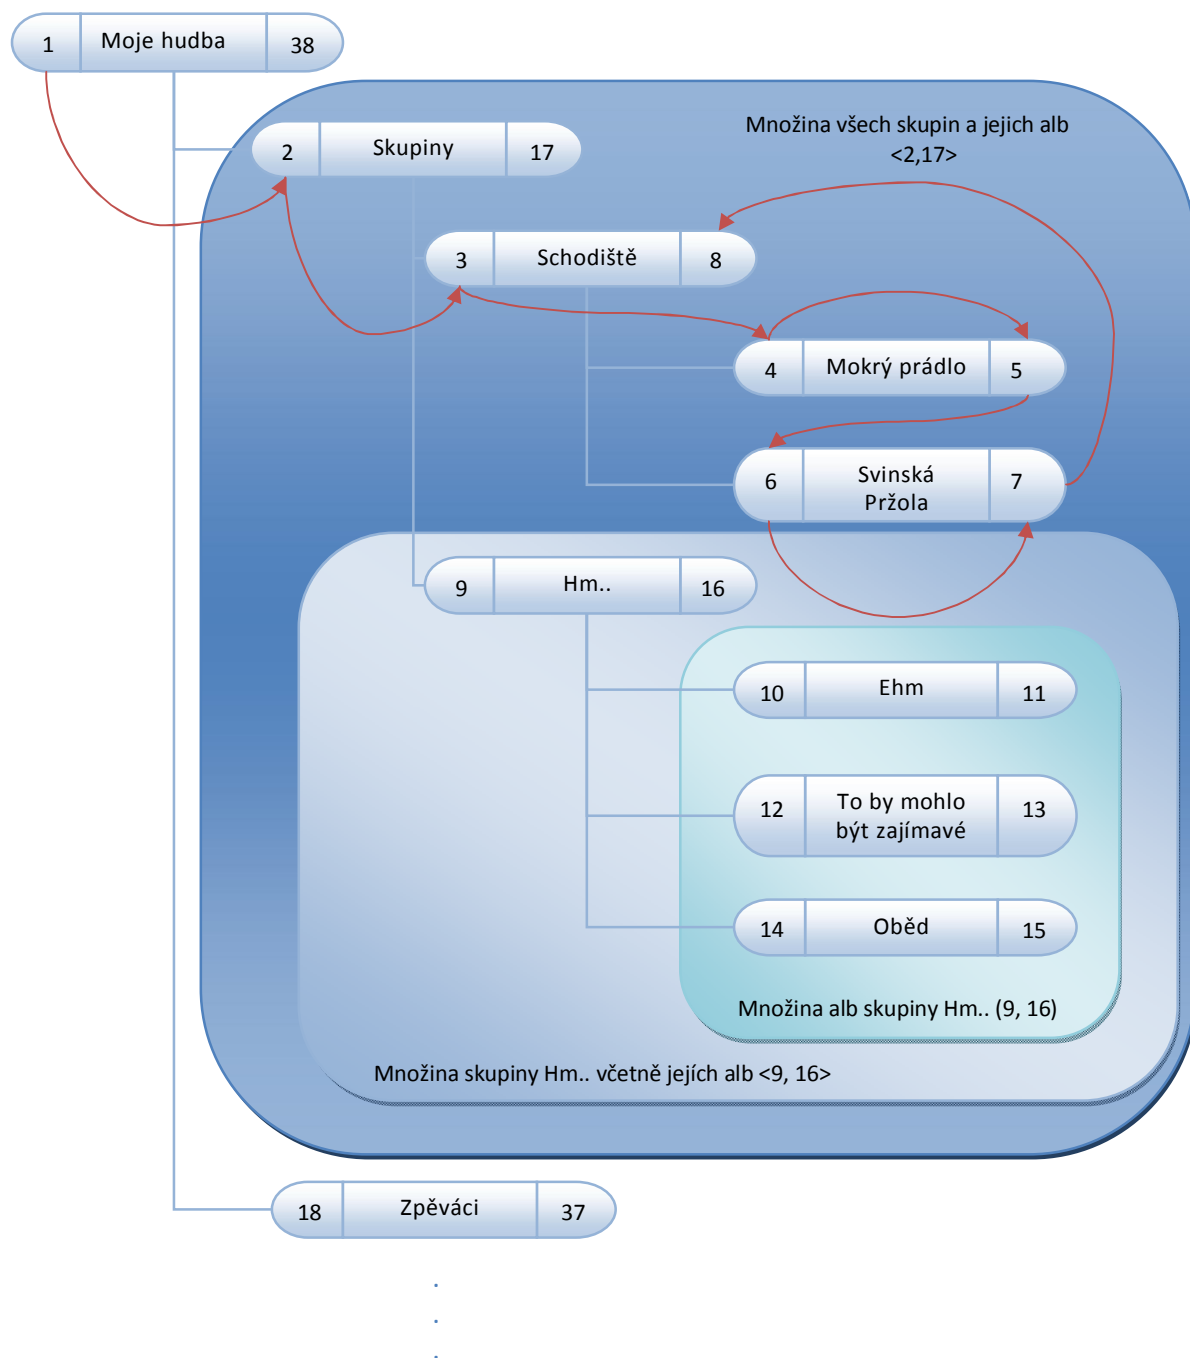 1 Moje hudba 38
Množina všech skupin a jejich alb
<2,17>
2 Skupiny 17
3 Schodiště 8
4 Mokrý prádlo 5
6 Svinská 7
Pržola
9 Hm.. 16
10 Ehm 11
12 To by mohlo 13
být zajímavé
14 Oběd 15
Množina alb skupiny Hm.. (9, 16)
Množina skupiny Hm.. včetně jejích alb <9, 16>
18 Zpěváci 37
.
.
.